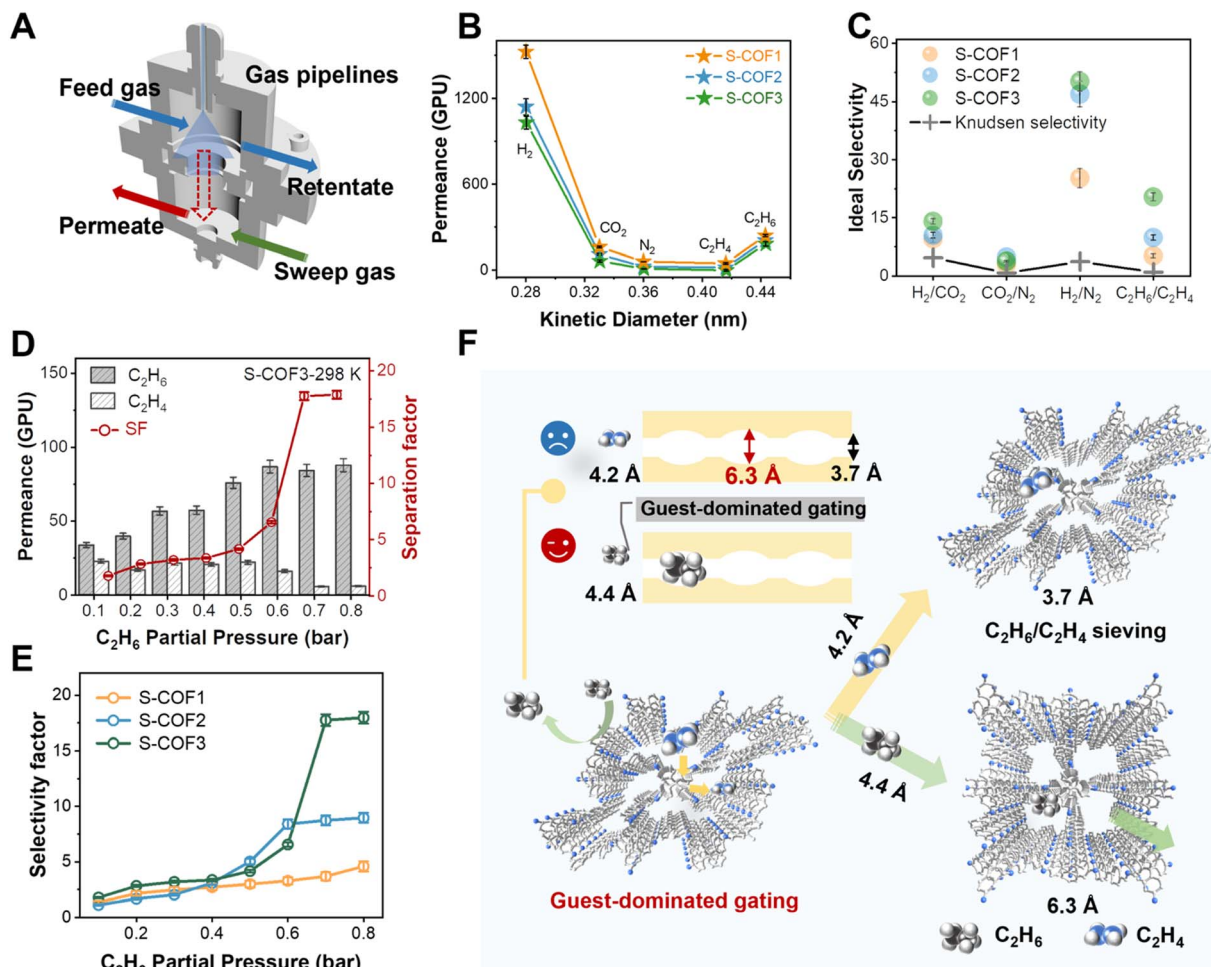 A
Feed gas
Gas pipelines
Retentate
Permeate
Sweep gas
B
Permeance (GPU)
1200
600
0
S-COF1
S-COF2
S-COF3
H₂
CO₂
N₂
C₂H₄
C₂H₆
0.28 0.32 0.36 0.40 0.44
Kinetic Diameter (nm)
C
Ideal Selectivity
60
45
30
15
0
S-COF1
S-COF2
S-COF3
Knudsen selectivity
H₂/CO₂ CO₂/N₂ H₂/N₂ C₂H₆/C₂H₄
D
Permeance (GPU)
150
100
50
0
C₂H₆
C₂H₄
SF
S-COF3-298 K
20
15
10
5
0
Separation factor
0.1 0.2 0.3 0.4 0.5 0.6 0.7 0.8
C₂H₆ Partial Pressure (bar)
E
Selectivity factor
20
15
10
5
0
S-COF1
S-COF2
S-COF3
0.2 0.4 0.6 0.8
Partial Pressure (bar)
F
4.2 Å
6.3 Å
3.7 Å
Guest-dominated gating
4.4 Å
4.2 Å
3.7 Å
C₂H₆/C₂H₄ sieving
4.4 Å
Guest-dominated gating
6.3 Å
C₂H₆
C₂H₄